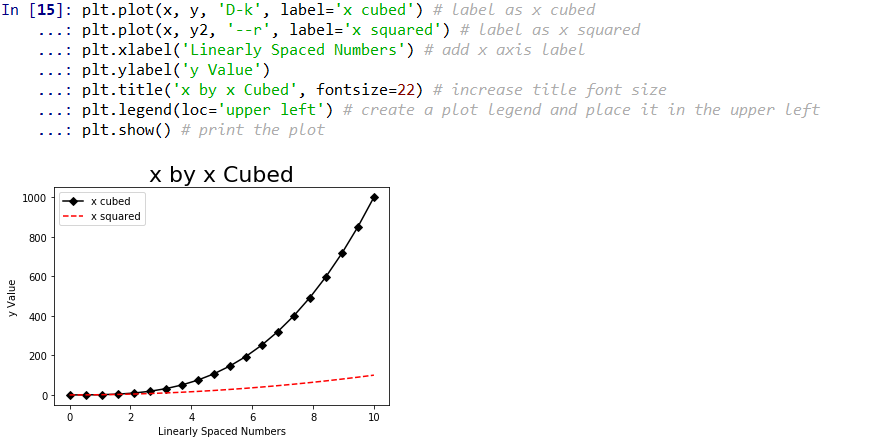 In [15]: plt.plot(x, y, 'D-k', label='x cubed') # label as x cubed
...: plt.plot(x, y2, '--r', label='x squared') # label as x squared
...: plt.xlabel('Linearly Spaced Numbers') # add x axis label
...: plt.ylabel('y Value')
...: plt.title('x by x Cubed', fontsize=22) # increase title font size
...: plt.legend(loc='upper left') # create a plot legend and place it in the upper left
...: plt.show() # print the plot
x by x Cubed
x cubed
x squared
1000
800
600
400
200
0
y Value
0 2 4 6 8 10
Linearly Spaced Numbers